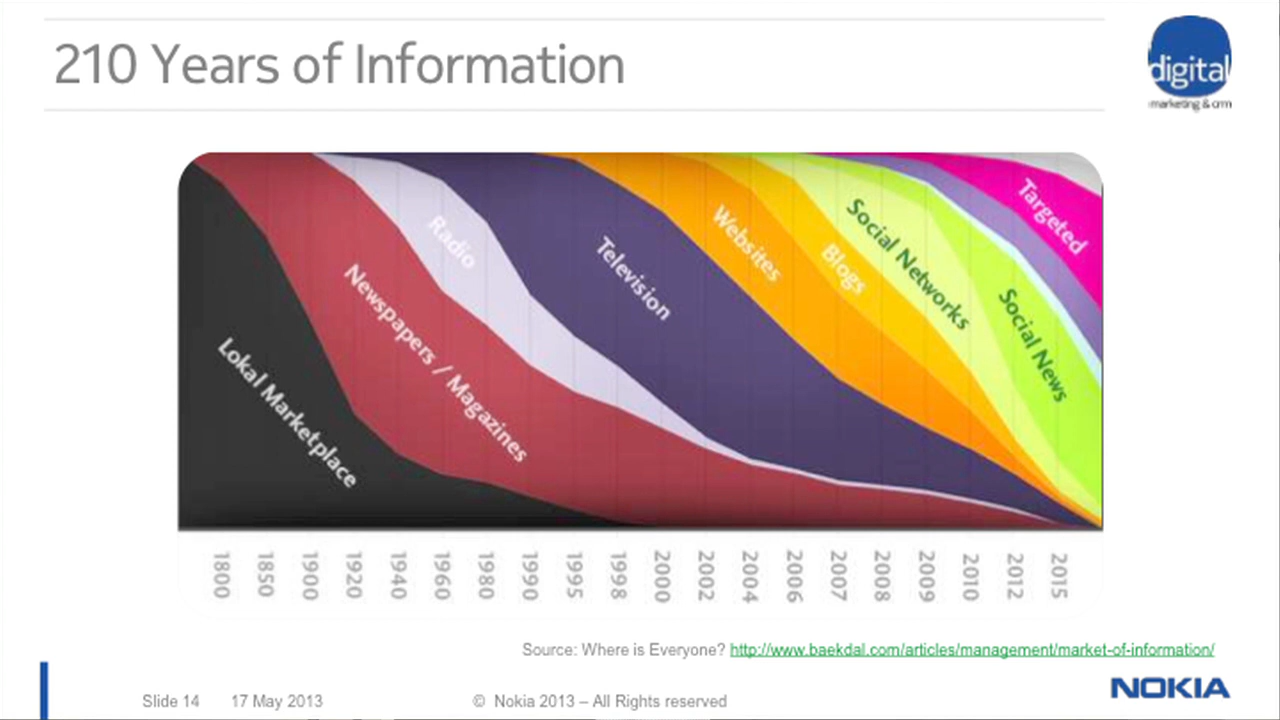 210 Years of Information
digital
marketing & crm
Lokal Marketplace
Newspapers / Magazines
Radio
Television
Websites
Blogs
Social Networks
Social News
Targeted
1800 1850 1900 1920 1940 1960 1980 1990 1995 1998 2000 2002 2004 2006 2007 2008 2009 2010 2012 2015
Source: Where is Everyone? http://www.baekdal.com/articles/management/market-of-information/
Slide 14 17 May 2013 © Nokia 2013 – All Rights reserved
NOKIA